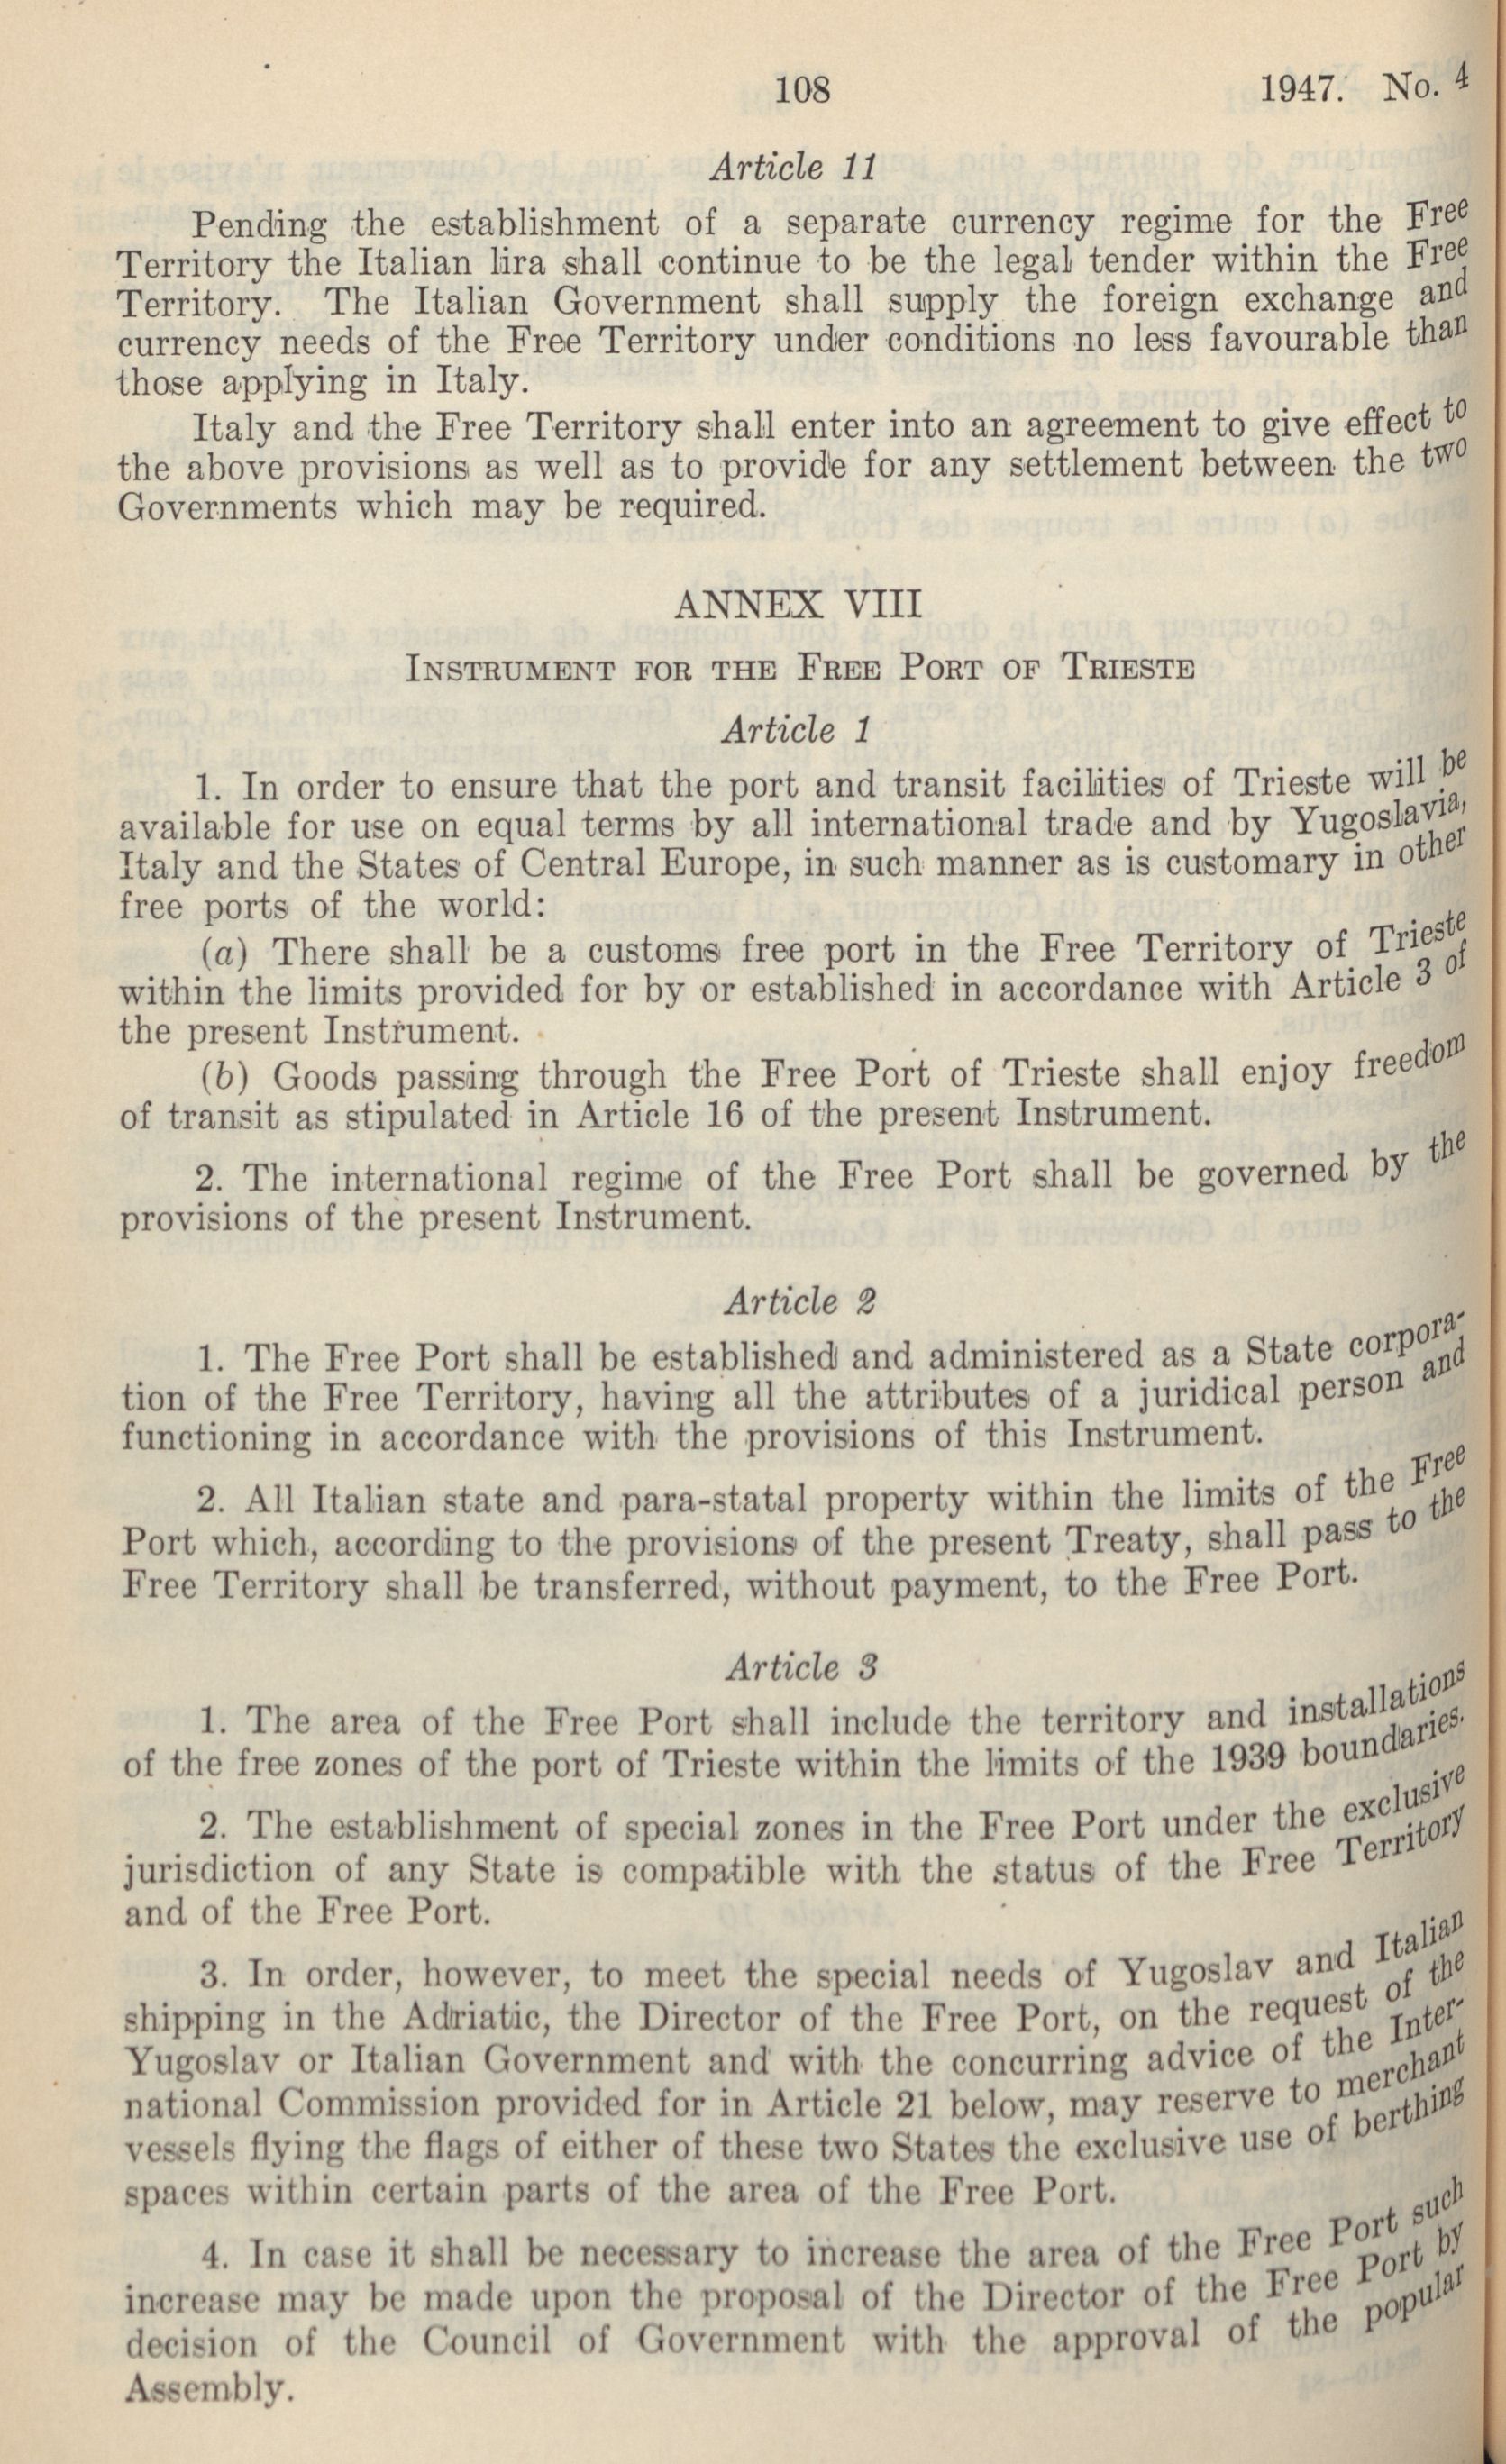 108 1947. No. 4
Article 11
Pending the establishment of a separate currency regime for the Free
Territory the Italian lira shall continue to be the legal tender within the Free
Territory. The Italian Government shall supply the foreign exchange and
currency needs of the Free Territory under conditions no less favourable than
those applying in Italy.
Italy and the Free Territory shall enter into an agreement to give effect to
the above provisions as well as to provide for any settlement between the two
Governments which may be required.
ANNEX VIII
INSTRUMENT FOR THE FREE PORT OF TRIESTE
Article 1
1. In order to ensure that the port and transit facilities of Trieste will be
available for use on equal terms by all international trade and by Yugoslavia,
Italy and the States of Central Europe, in such manner as is customary in other
free ports of the world:
(a) There shall be a customs free port in the Free Territory of Trieste
within the limits provided for by or established in accordance with Article 3 of
the present Instrument.
(b) Goods passing through the Free Port of Trieste shall enjoy freedom
of transit as stipulated in Article 16 of the present Instrument.
2. The international regime of the Free Port shall be governed by the
provisions of the present Instrument.
Article 2
1. The Free Port shall be established and administered as a State corpora-
tion of the Free Territory, having all the attributes of a juridical person and
functioning in accordance with the provisions of this Instrument.
2. All Italian state and para-statal property within the limits of the Free
Port which, according to the provisions of the present Treaty, shall pass to the
Free Territory shall be transferred, without payment, to the Free Port.
Article 3
1. The area of the Free Port shall include the territory and installations
of the free zones of the port of Trieste within the limits of the 1939 boundaries.
2. The establishment of special zones in the Free Port under the exclusive
jurisdiction of any State is compatible with the status of the Free Territory
and of the Free Port.
3. In order, however, to meet the special needs of Yugoslav and Italian
shipping in the Adriatic, the Director of the Free Port, on the request of the
Yugoslav or Italian Government and with the concurring advice of the Inter-
national Commission provided for in Article 21 below, may reserve to merchant
vessels flying the flags of either of these two States the exclusive use of berthing
spaces within certain parts of the area of the Free Port.
4. In case it shall be necessary to increase the area of the Free Port such
increase may be made upon the proposal of the Director of the Free Port by
decision of the Council of Government with the approval of the popular
Assembly.